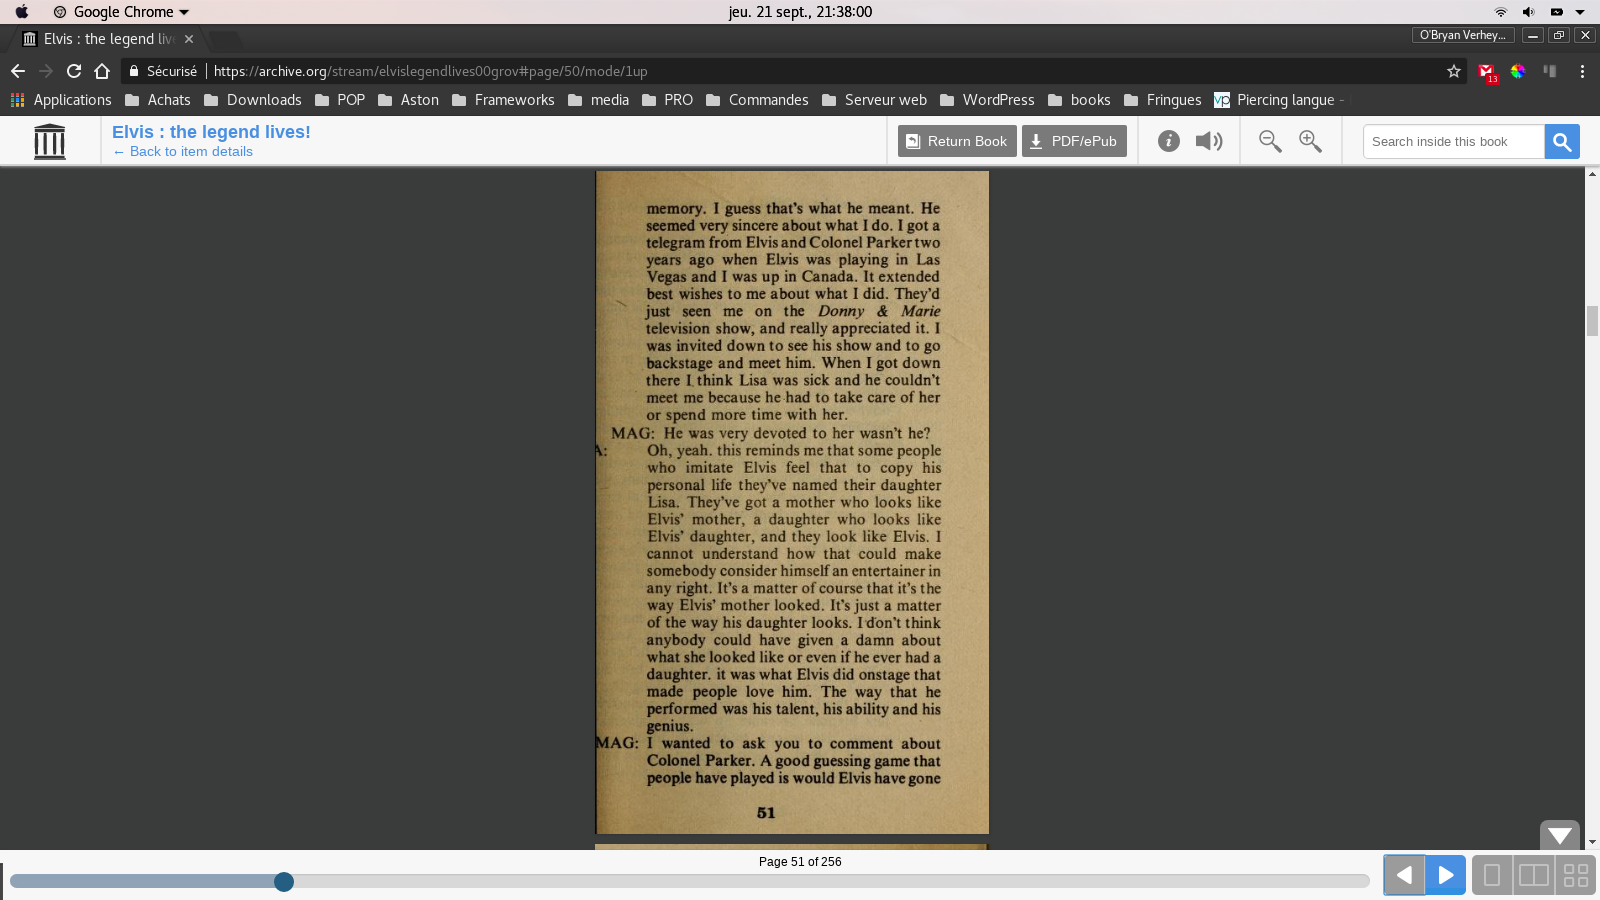 Google Chrome
jeu. 21 sept., 21:38:00
Elvis : the legend live
O'Bryan Verhey...
Sécurisé
https://archive.org/stream/elvislegendlives00grov#page/50/mode/1up
13
Applications Achats Downloads POP Aston Frameworks media PRO Commandes Serveur web WordPress books Fringues vp Piercing langue -
Elvis : the legend lives!
← Back to item details
Return Book
PDF/ePub
Search inside this book
memory. I guess that's what he meant. He
seemed very sincere about what I do. I got a
telegram from Elvis and Colonel Parker two
years ago when Elvis was playing in Las
Vegas and I was up in Canada. It extended
best wishes to me about what I did. They'd
just seen me on the Donny & Marie
television show, and really appreciated it. I
was invited down to see his show and to go
backstage and meet him. When I got down
there I think Lisa was sick and he couldn't
meet me because he had to take care of her
or spend more time with her.
MAG: He was very devoted to her wasn't he?
A: Oh, yeah. this reminds me that some people
who imitate Elvis feel that to copy his
personal life they've named their daughter
Lisa. They've got a mother who looks like
Elvis' mother, a daughter who looks like
Elvis' daughter, and they look like Elvis. I
cannot understand how that could make
somebody consider himself an entertainer in
any right. It's a matter of course that it's the
way Elvis' mother looked. It's just a matter
of the way his daughter looks. I don't think
anybody could have given a damn about
what she looked like or even if he ever had a
daughter. it was what Elvis did onstage that
made people love him. The way that he
performed was his talent, his ability and his
genius.
MAG: I wanted to ask you to comment about
Colonel Parker. A good guessing game that
people have played is would Elvis have gone
51
Page 51 of 256